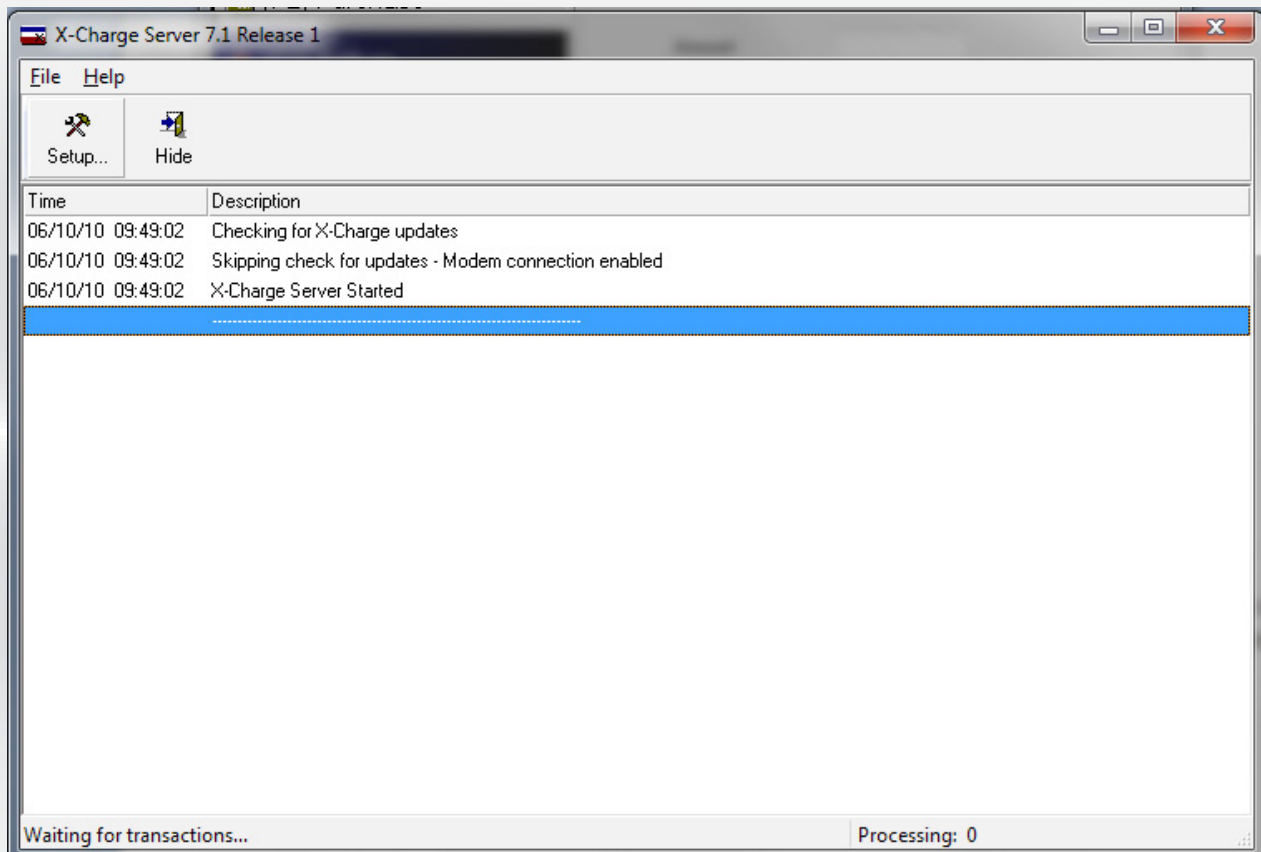 X-Charge Server 7.1 Release 1
File Help
Setup... Hide
Time Description
06/10/10 09:49:02 Checking for X-Charge updates
06/10/10 09:49:02 Skipping check for updates - Modem connection enabled
06/10/10 09:49:02 X-Charge Server Started
--------------------------------------------------------------------------
Waiting for transactions... Processing: 0